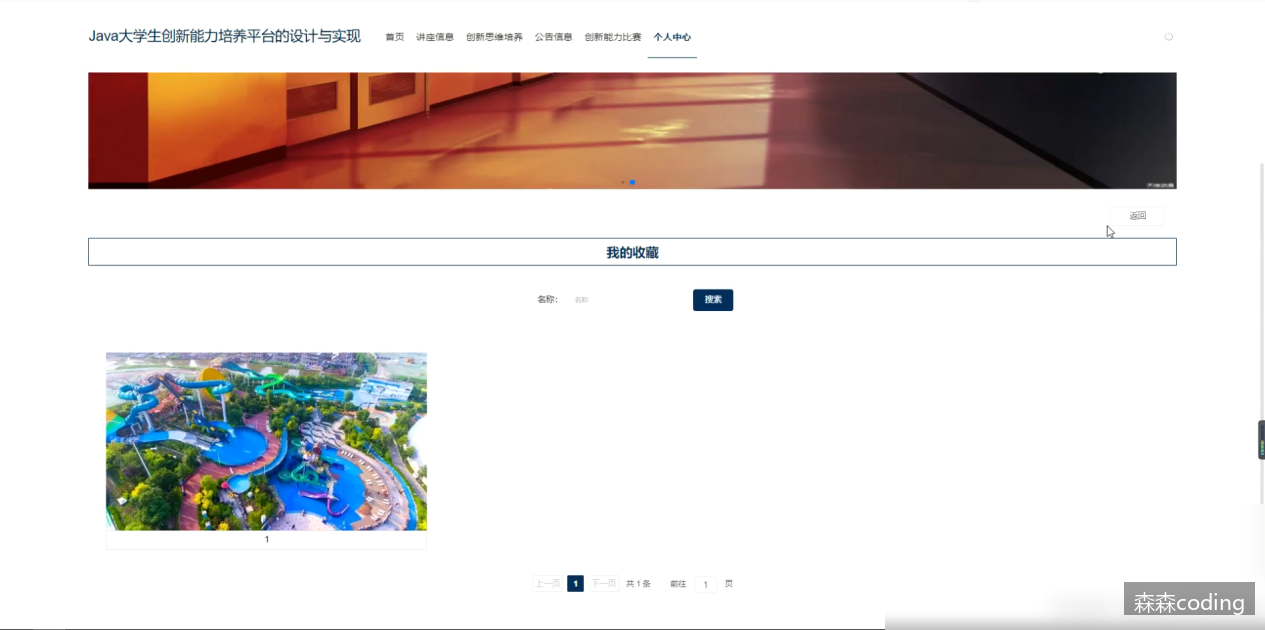 Java大学生创新能力培养平台的设计与实现 首页 讲座信息 创新思维培养 公告信息 创新能力比赛 个人中心
返回
我的收藏
名称： 名称 搜索
1
上一页 1 下一页 共 1 条 前往 1 页
森森coding